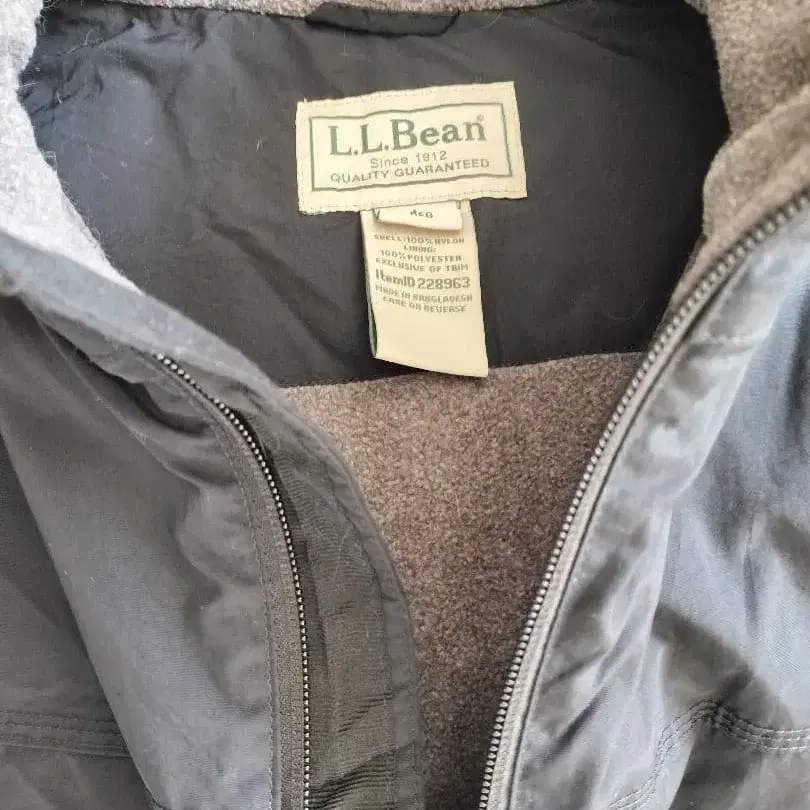 L.L.Bean®
Since 1912
QUALITY GUARANTEED
SHELL:100% NYLON
LINING:
100% POLYESTER
EXCLUSIVE OF TRIM
ItemID 228963
MADE IN BANGLADESH
CARE ON REVERSE